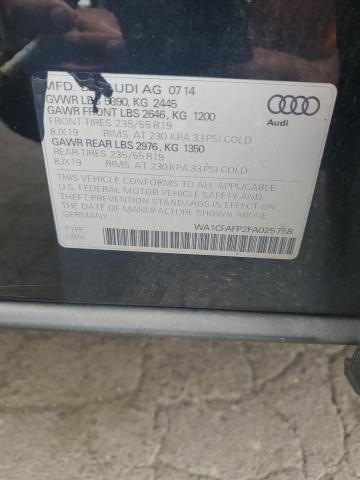 MFD. BY AUDI AG 07 14
GVWR LBS 5390, KG 2445
GAWR FRONT LBS 2646, KG 1200
FRONT-TIRES 235/55 R19
8JX19 RIMS, AT 230 KPA 33 PSI COLD
GAWR REAR LBS 2976, KG 1350
REAR-TIRES 235/55 R19
8JX19 RIMS, AT 230 KPA 33 PSI COLD
Audi
THIS VEHICLE CONFORMS TO ALL APPLICABLE
U.S. FEDERAL MOTOR VEHICLE SAFETY AND
THEFT PREVENTION STANDARDS IN EFFECT ON
THE DATE OF MANUFACTURE SHOWN ABOVE.
GERMANY
WA1CFAFP2FA025758
TYPE:
MPV